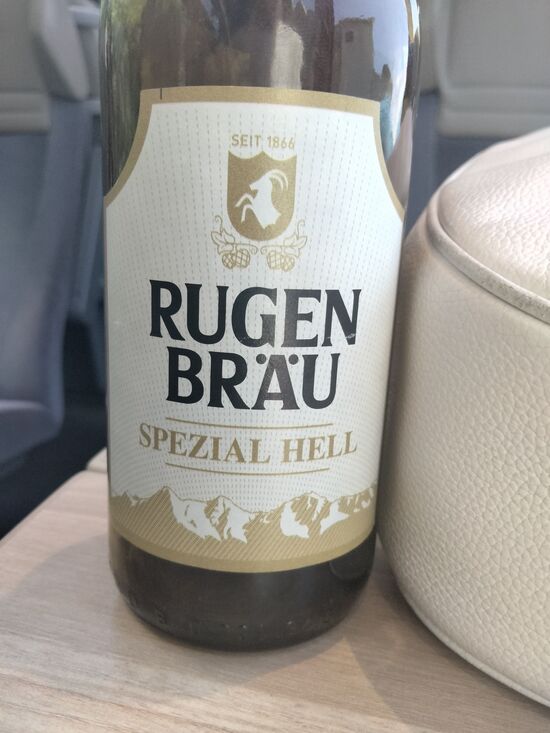 SEIT 1866
RUGEN
BRÄU
SPEZIAL HELL